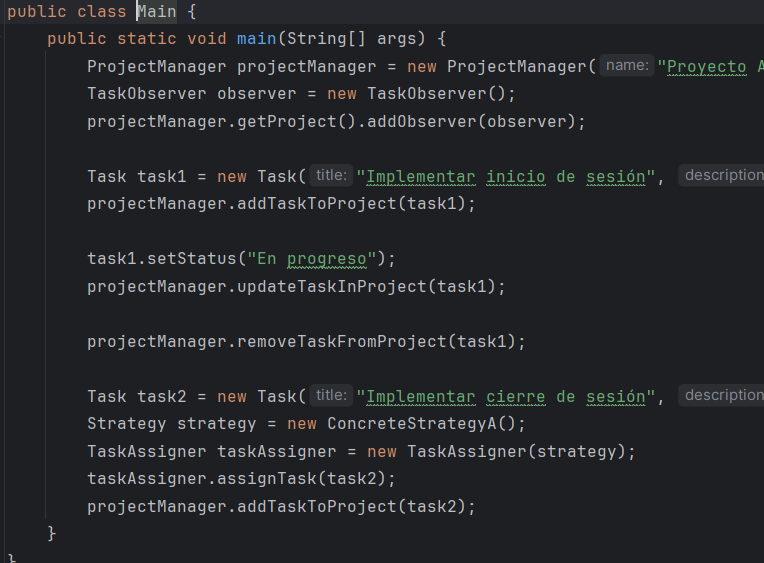 public class Main {
public static void main(String[] args) {
ProjectManager projectManager = new ProjectManager( name: "Proyecto A
TaskObserver observer = new TaskObserver();
projectManager.getProject().addObserver(observer);
Task task1 = new Task( title: "Implementar inicio de sesión", description
projectManager.addTaskToProject(task1);
task1.setStatus("En progreso");
projectManager.updateTaskInProject(task1);
projectManager.removeTaskFromProject(task1);
Task task2 = new Task( title: "Implementar cierre de sesión", description
Strategy strategy = new ConcreteStrategyA();
TaskAssigner taskAssigner = new TaskAssigner(strategy);
taskAssigner.assignTask(task2);
projectManager.addTaskToProject(task2);
}
}